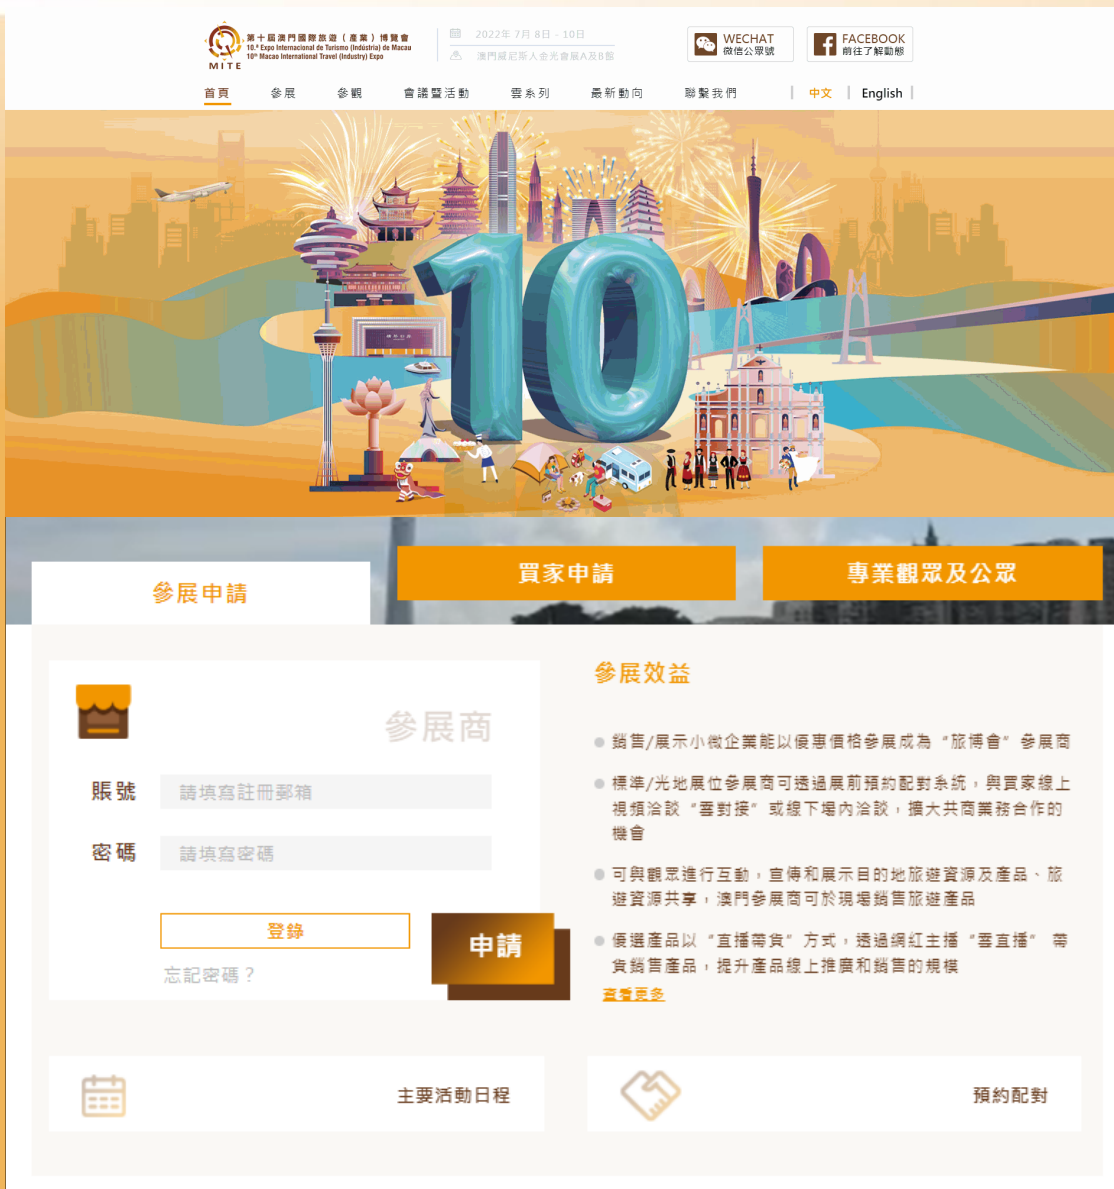 第十屆澳門國際旅遊（產業）博覽會
10.ª Expo Internacional de Turismo (Indústria) de Macau
10th Macao International Travel (Industry) Expo
MITE
2022年 7月 8日 - 10日
澳門威尼斯人金光會展A及B館
WECHAT
微信公眾號
FACEBOOK
前往了解動態
首頁 參展 參觀 會議暨活動 雲系列 最新動向 聯繫我們 中文 English
10
參展申請
買家申請
專業觀眾及公眾
參展商
賬號 請填寫註冊郵箱
密碼 請填寫密碼
登錄
申請
忘記密碼？
參展效益
銷售/展示小微企業能以優惠價格參展成為“旅博會”參展商
標準/光地展位參展商可透過展前預約配對系統，與買家線上
視頻洽談“雲對接”或線下場內洽談，擴大共商業務合作的
機會
可與觀眾進行互動，宣傳和展示目的地旅遊資源及產品、旅
遊資源共享，澳門參展商可於現場銷售旅遊產品
優選產品以“直播帶貨”方式，透過網紅主播“雲直播” 帶
貨銷售產品，提升產品線上推廣和銷售的規模
查看更多
主要活動日程
預約配對